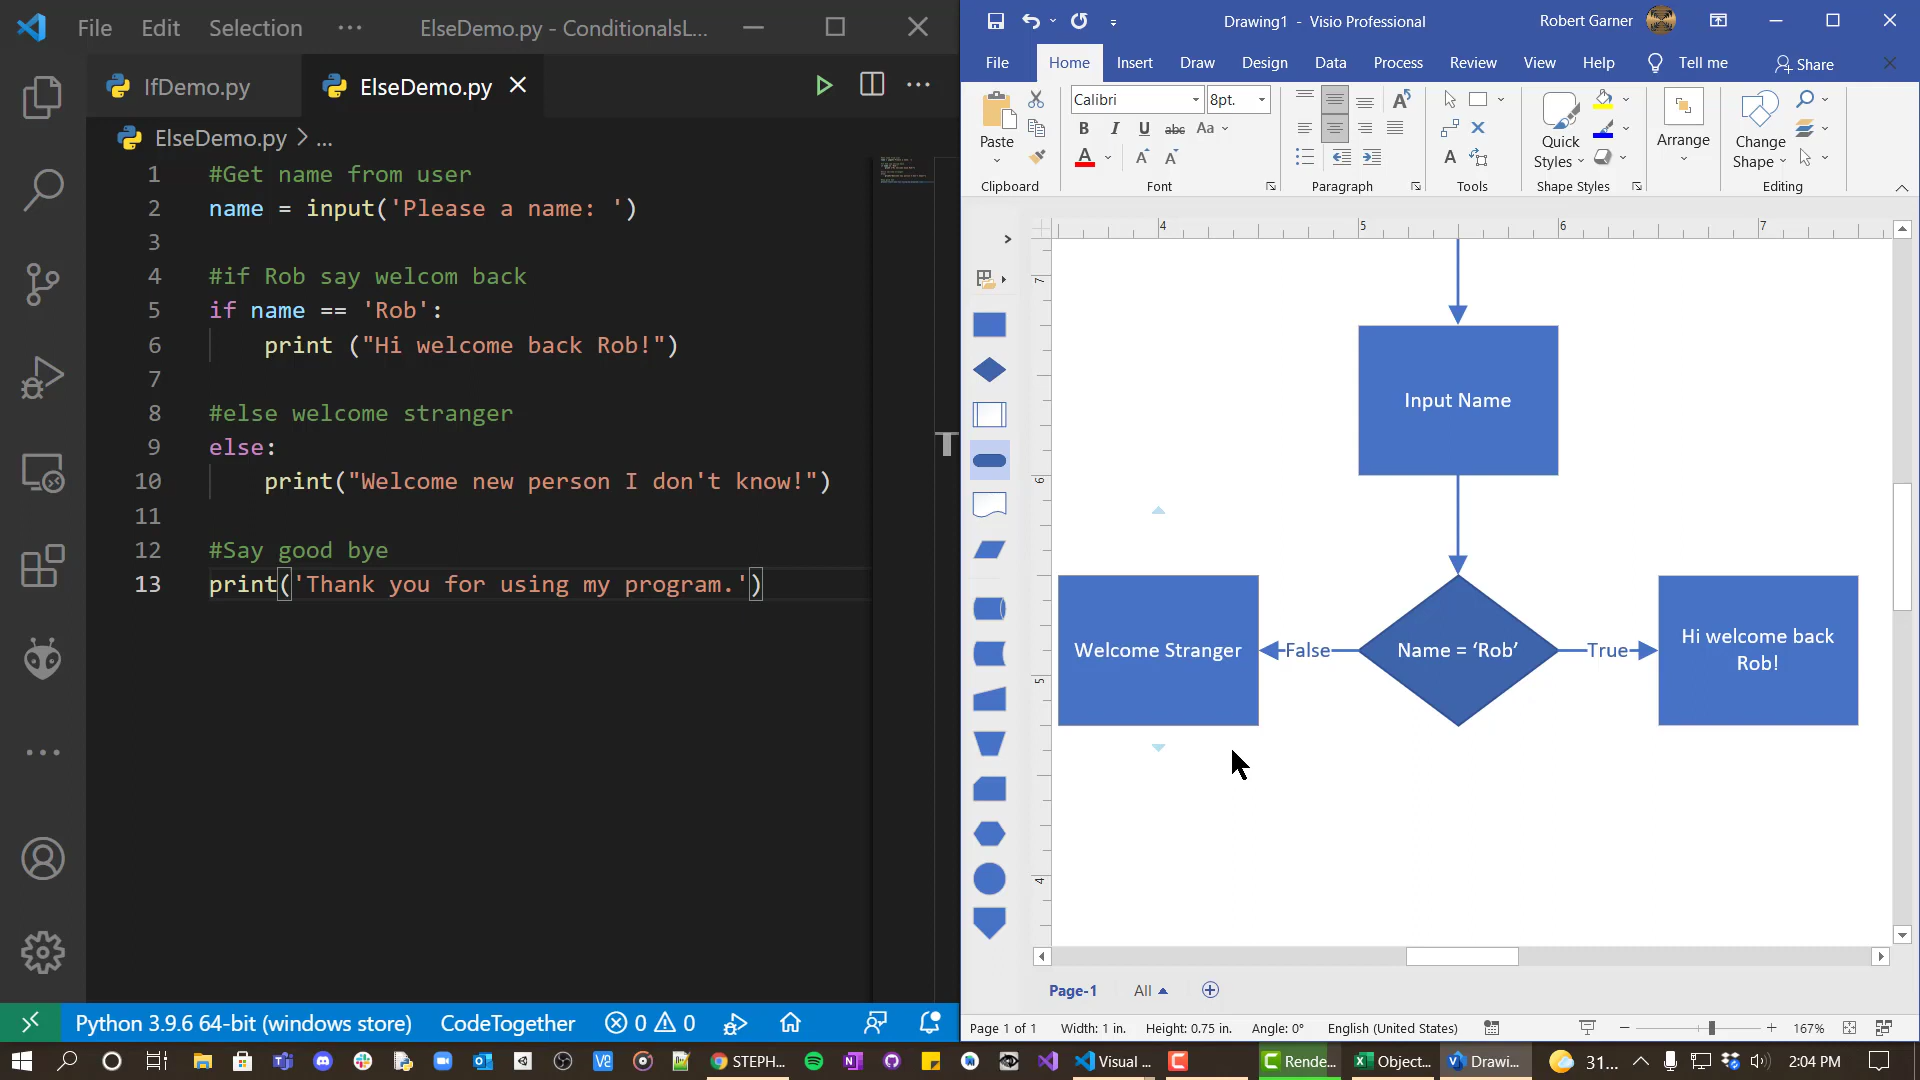 File Edit Selection ··· ElseDemo.py - ConditionalsL...
IfDemo.py ElseDemo.py
ElseDemo.py > ...
1 #Get name from user
2 name = input('Please a name: ')
3
4 #if Rob say welcom back
5 if name == 'Rob':
6 print ("Hi welcome back Rob!")
7
8 #else welcome stranger
9 else:
10 print("Welcome new person I don't know!")
11
12 #Say good bye
13 print('Thank you for using my program.')
T
Python 3.9.6 64-bit (windows store) CodeTogether 0 0
Drawing1 - Visio Professional Robert Garner
File Home Insert Draw Design Data Process Review View Help Tell me Share
Calibri 8pt.
Paste
B I U abc Aa
A
A A
A
A
Quick Styles
Arrange
Change Shape
Clipboard Font Paragraph Tools Shape Styles Editing
4 5 6 7
7
6
5
4
Input Name
Welcome Stranger
False
Name = ‘Rob’
True
Hi welcome back
Rob!
Page-1 All
Page 1 of 1 Width: 1 in. Height: 0.75 in. Angle: 0° English (United States) 167%
STEPH... Visual ... Rende... Object... Drawi... 31... 2:04 PM